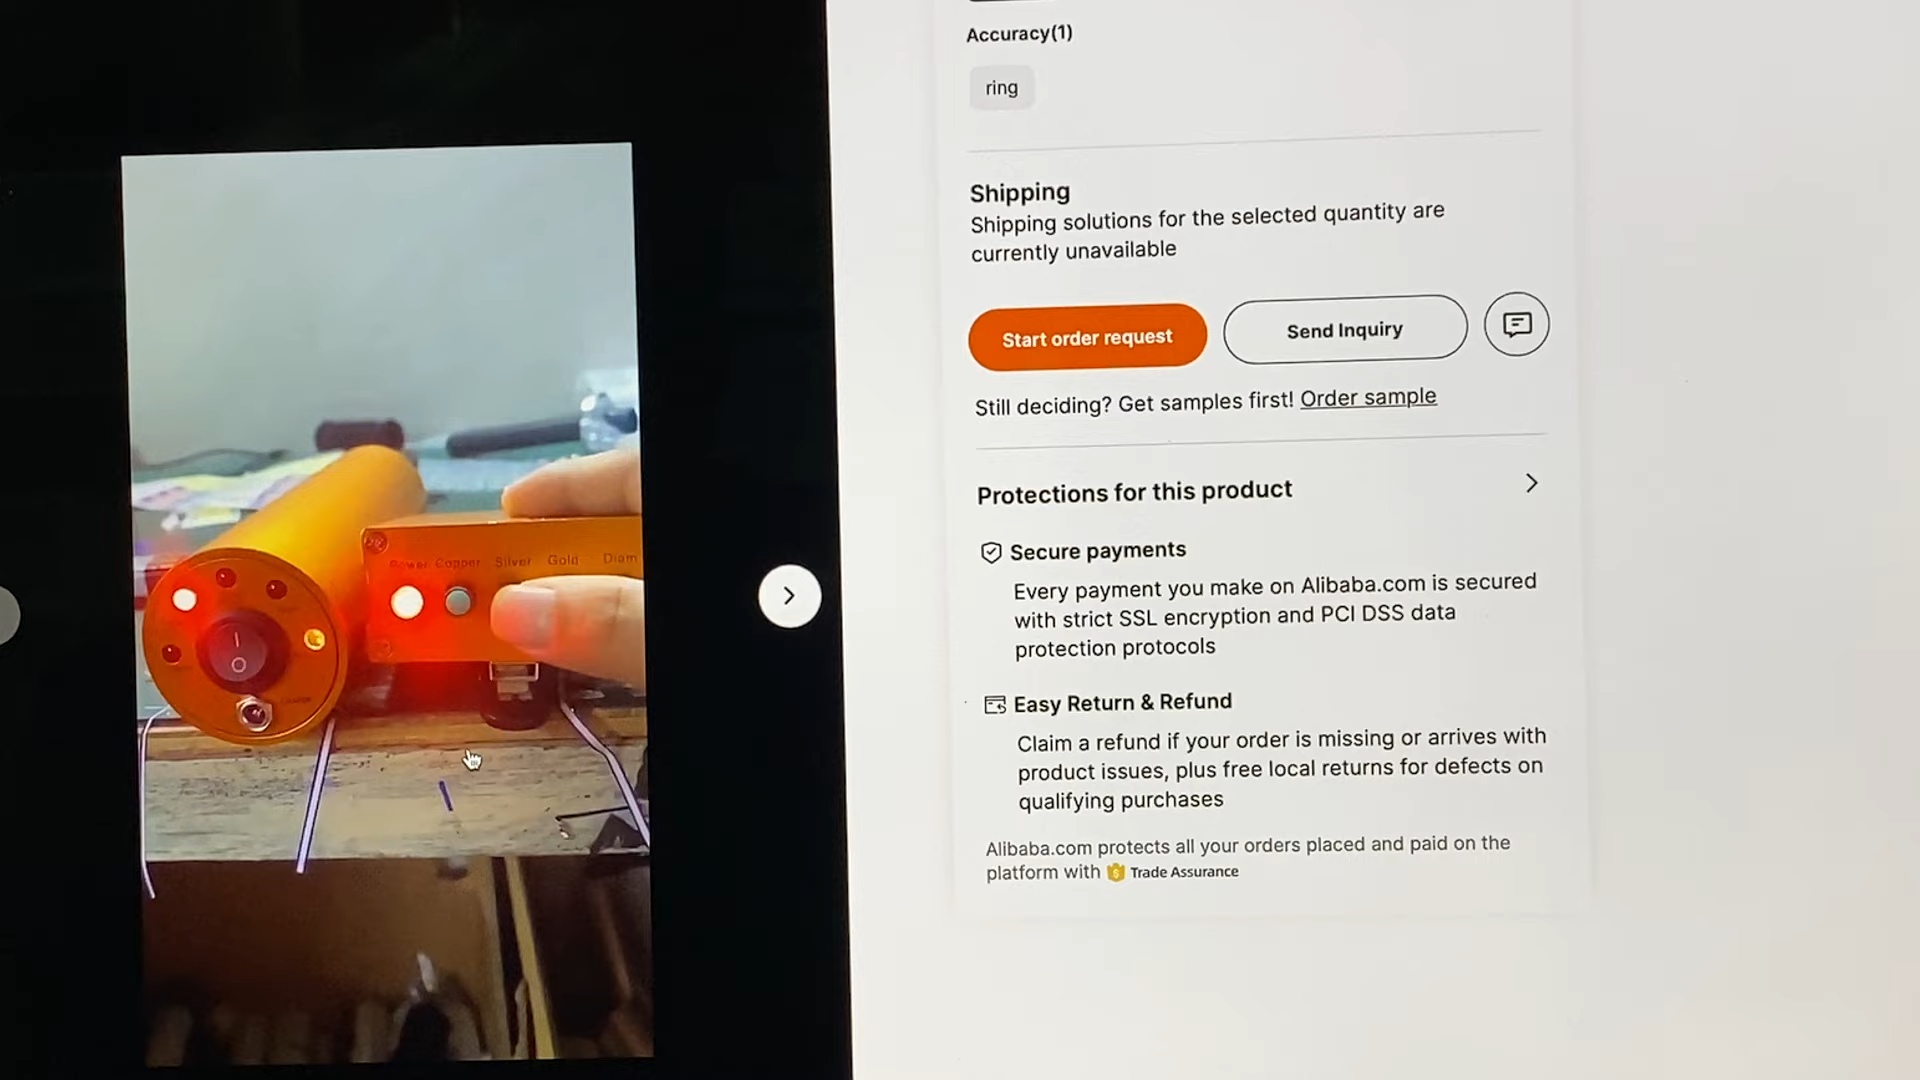 Accuracy(1)
ring
Shipping
Shipping solutions for the selected quantity are
currently unavailable
Start order request
Send Inquiry
Still deciding? Get samples first! Order sample
Protections for this product
Secure payments
Every payment you make on Alibaba.com is secured
with strict SSL encryption and PCI DSS data
protection protocols
Easy Return & Refund
Claim a refund if your order is missing or arrives with
product issues, plus free local returns for defects on
qualifying purchases
Alibaba.com protects all your orders placed and paid on the
platform with Trade Assurance
Power Copper Silver Gold Diam